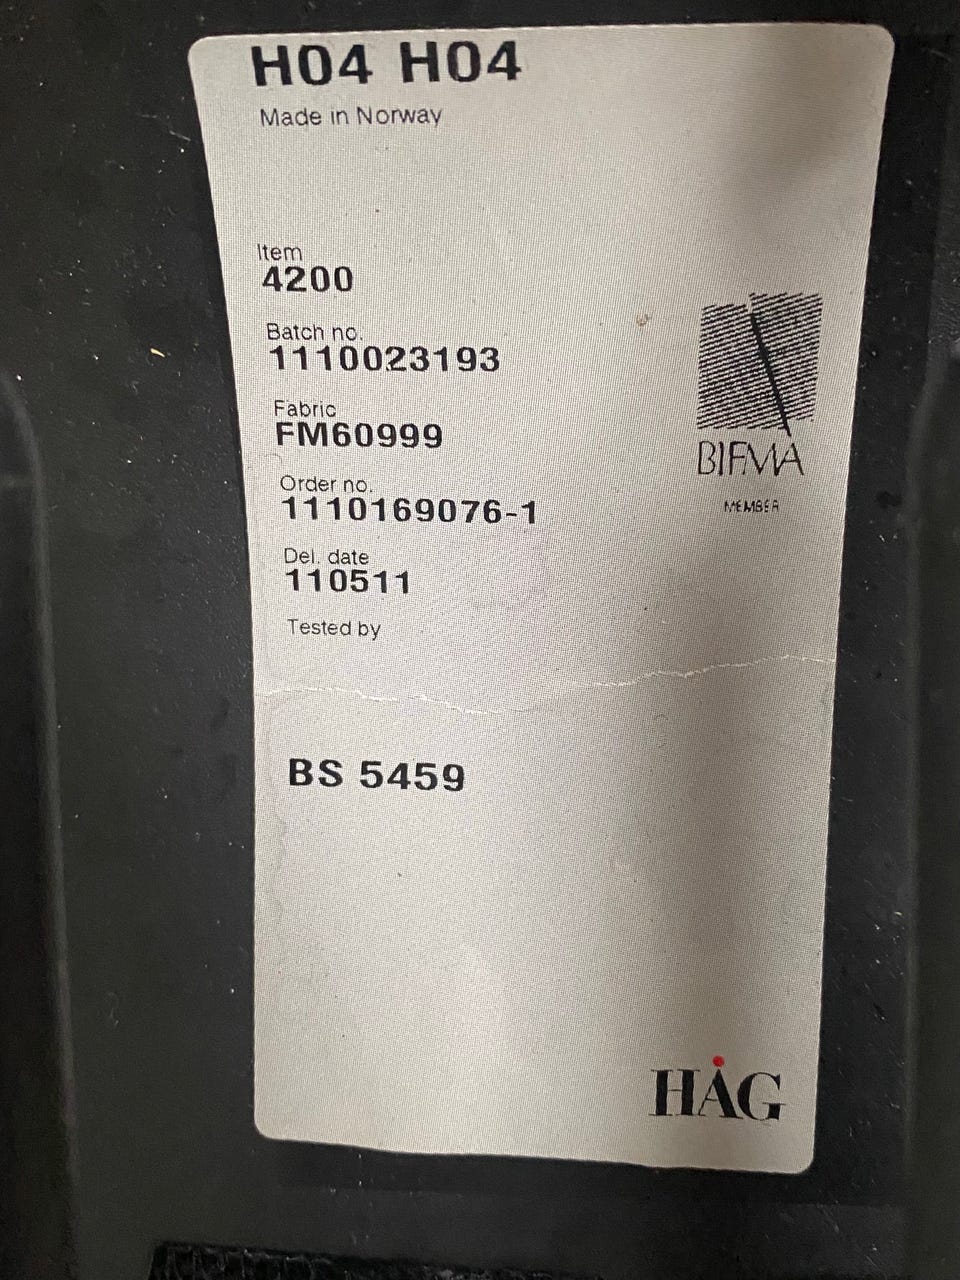 H04 H04
Made in Norway
Item
4200
Batch no.
1110023193
Fabric
FM60999
Order no.
1110169076-1
Del. date
110511
Tested by
BS 5459
BIFMA
MEMBER
HÅG